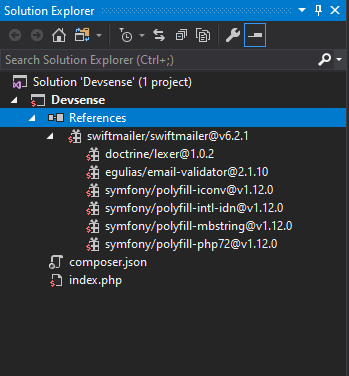 Solution Explorer
Search Solution Explorer (Ctrl+;)
Solution 'Devsense' (1 project)
Devsense
References
swiftmailer/swiftmailer@v6.2.1
doctrine/lexer@1.0.2
egulias/email-validator@2.1.10
symfony/polyfill-iconv@v1.12.0
symfony/polyfill-intl-idn@v1.12.0
symfony/polyfill-mbstring@v1.12.0
symfony/polyfill-php72@v1.12.0
composer.json
index.php